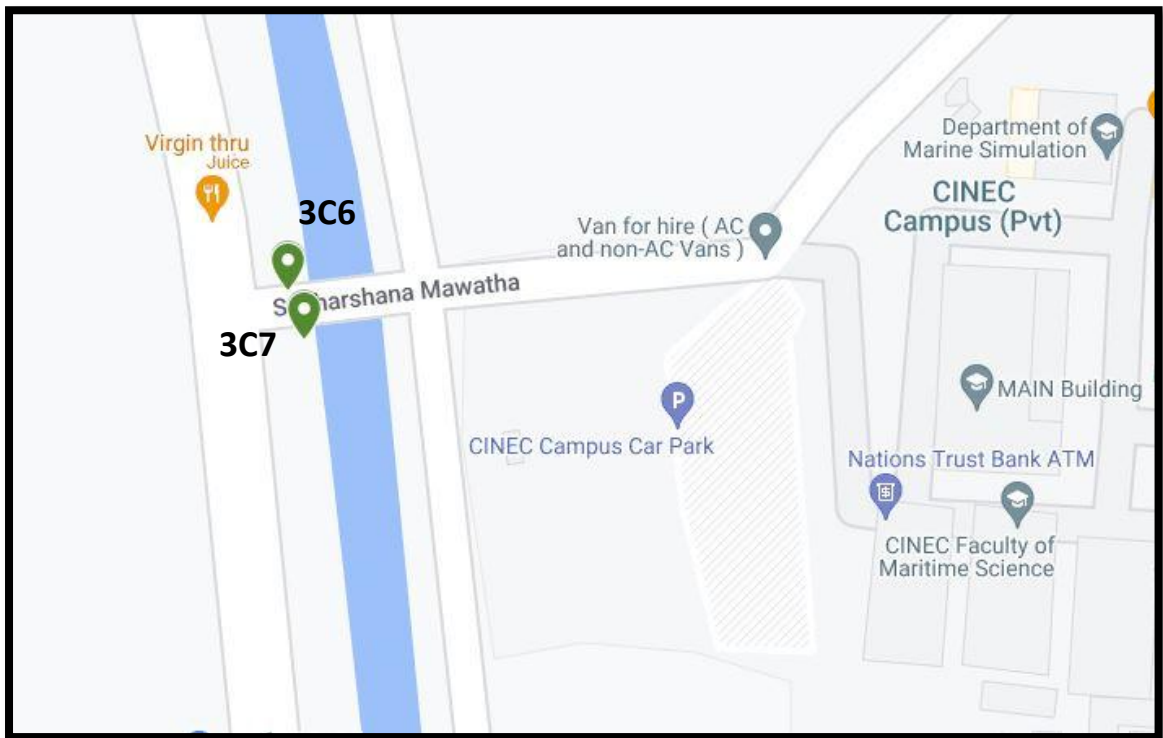 Virgin thru
Juice
3C6
Department of
Marine Simulation
CINEC
Campus (Pvt)
Van for hire ( AC
and non-AC Vans )
Mawatha
3C7
P
MAIN Building
CINEC Campus Car Park
Nations Trust Bank ATM
$
CINEC Faculty of
Maritime Science